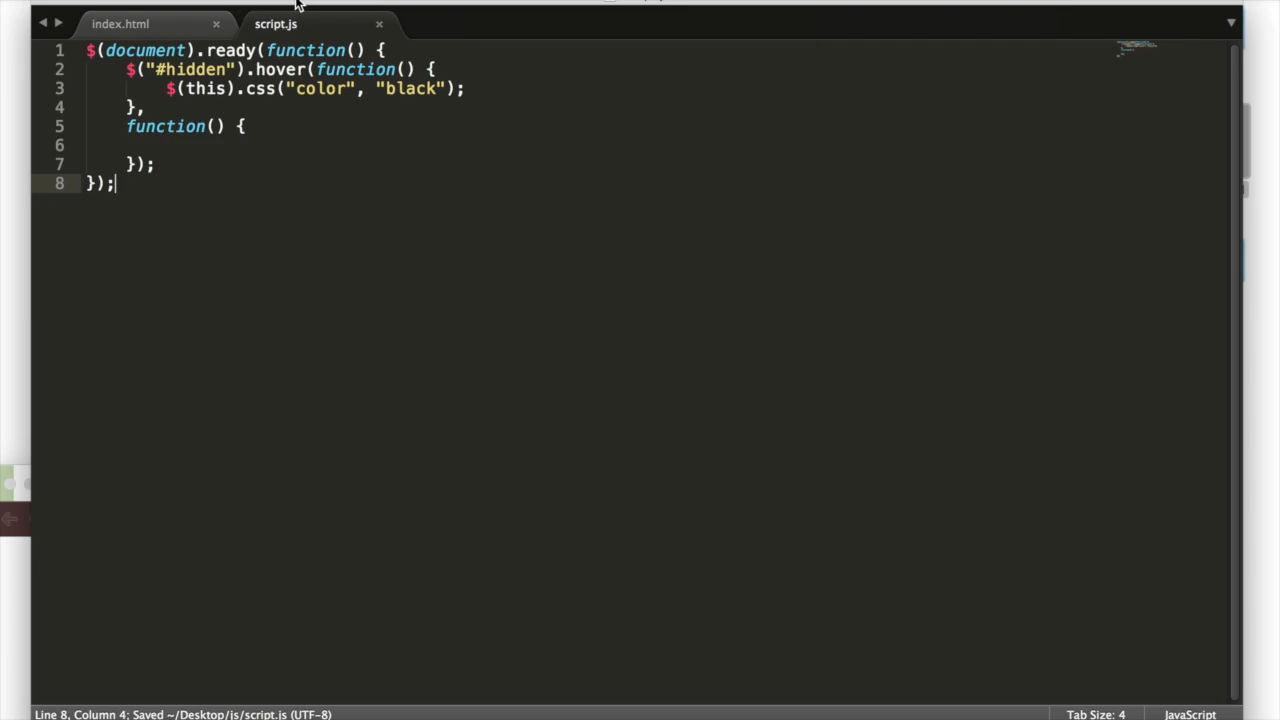 index.html × script.js ×
1 $(document).ready(function() {
2     $("#hidden").hover(function() {
3         $(this).css("color", "black");
4     },
5     function() {
6
7     });
8 });
Line 8, Column 4; Saved ~/Desktop/js/script.js (UTF-8) Tab Size: 4 JavaScript